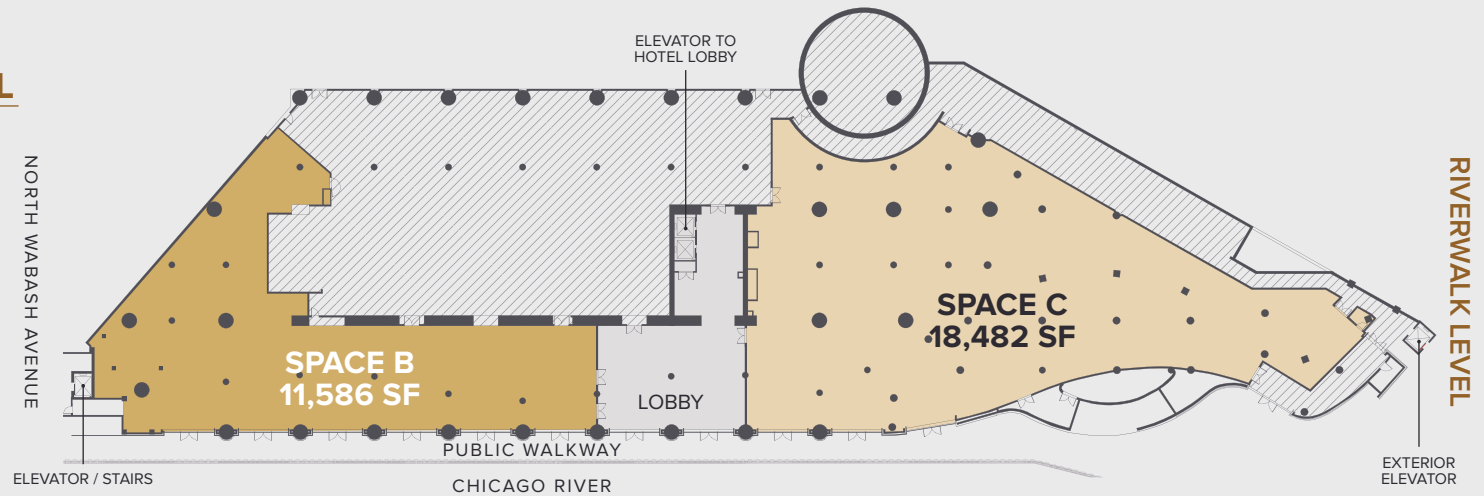 ELEVATOR TO
HOTEL LOBBY
L
NORTH WABASH AVENUE
RIVERWALK LEVEL
SPACE B
11,586 SF
SPACE C
18,482 SF
LOBBY
PUBLIC WALKWAY
CHICAGO RIVER
ELEVATOR / STAIRS
EXTERIOR
ELEVATOR